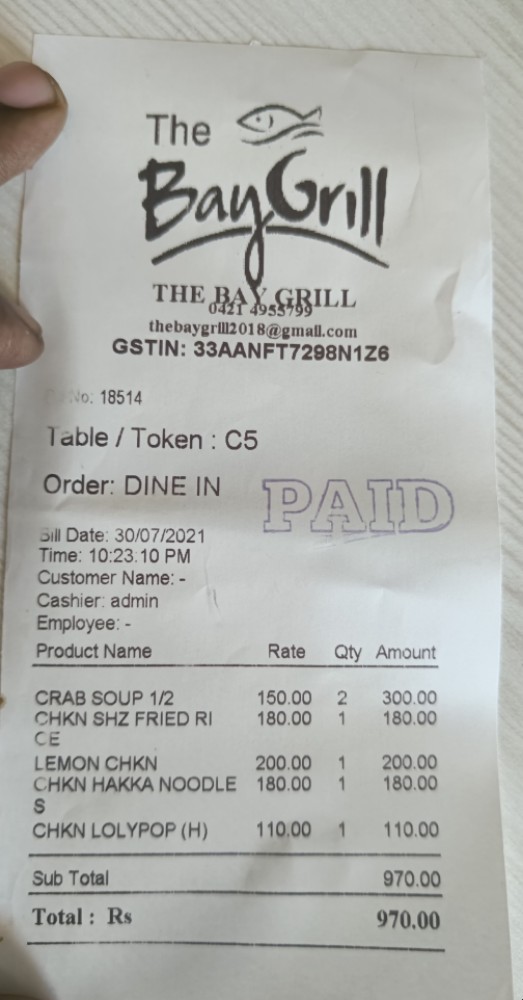 The
Bay Grill
THE BAY GRILL
0421 4953799
thebaygrill2018@gmail.com
GSTIN: 33AANFT7298N1Z6
No: 18514
Table / Token : C5
Order: DINE IN
PAID
Bill Date: 30/07/2021
Time: 10:23:10 PM
Customer Name: -
Cashier: admin
Employee: -
Product Name Rate Qty Amount
CRAB SOUP 1/2 150.00 2 300.00
CHKN SHZ FRIED RI 180.00 1 180.00
CE
LEMON CHKN 200.00 1 200.00
CHKN HAKKA NOODLE 180.00 1 180.00
S
CHKN LOLYPOP (H) 110.00 1 110.00
Sub Total 970.00
Total : Rs 970.00